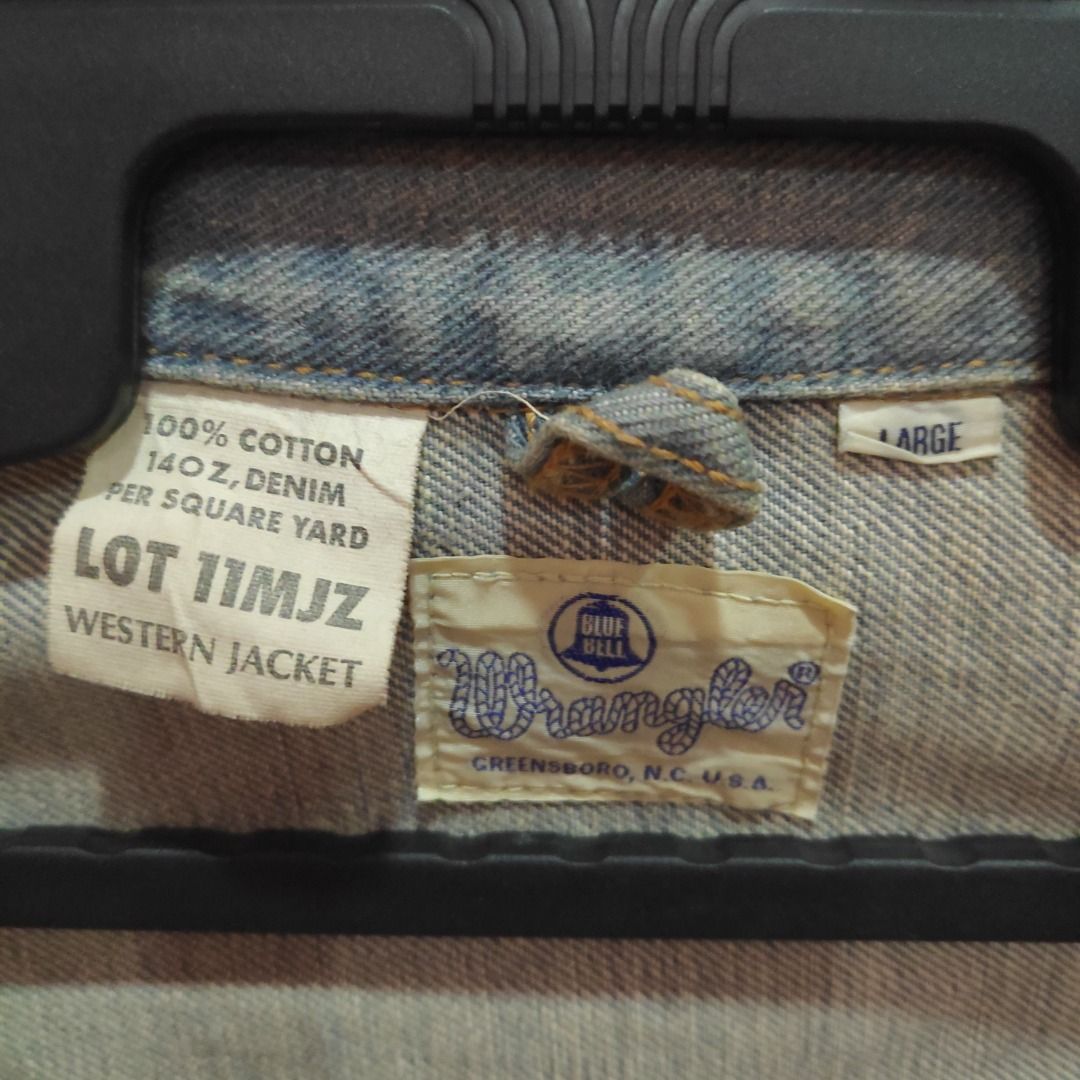 100% COTTON
14OZ, DENIM
PER SQUARE YARD
LOT 11MJZ
WESTERN JACKET
LARGE
BLUE
BELL
Wrangler®
GREENSBORO, N.C. U.S.A.